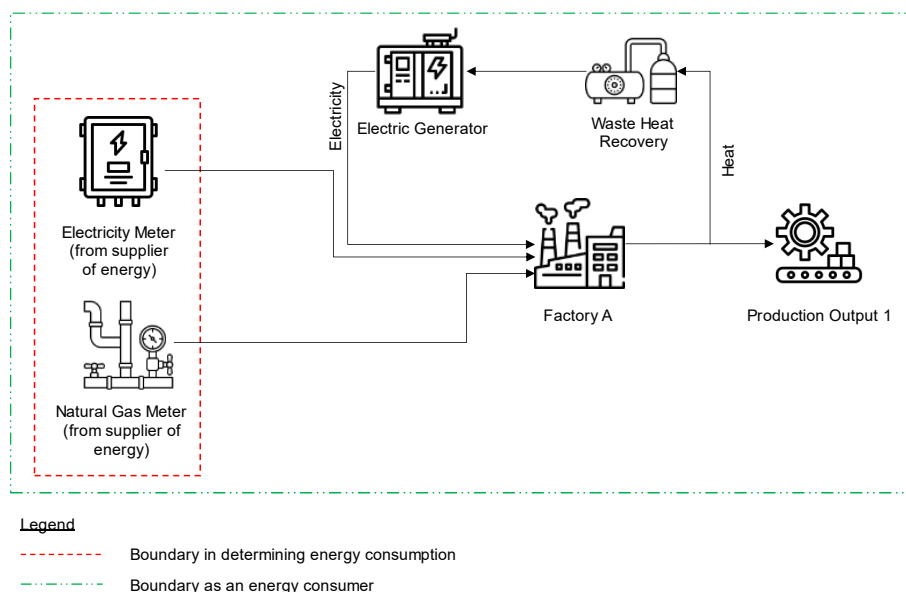 Electricity
Electric Generator
Waste Heat
Recovery
Heat
Electricity Meter
(from supplier
of energy)
Factory A
Production Output 1
Natural Gas Meter
(from supplier of
energy)
Legend
Boundary in determining energy consumption
Boundary as an energy consumer